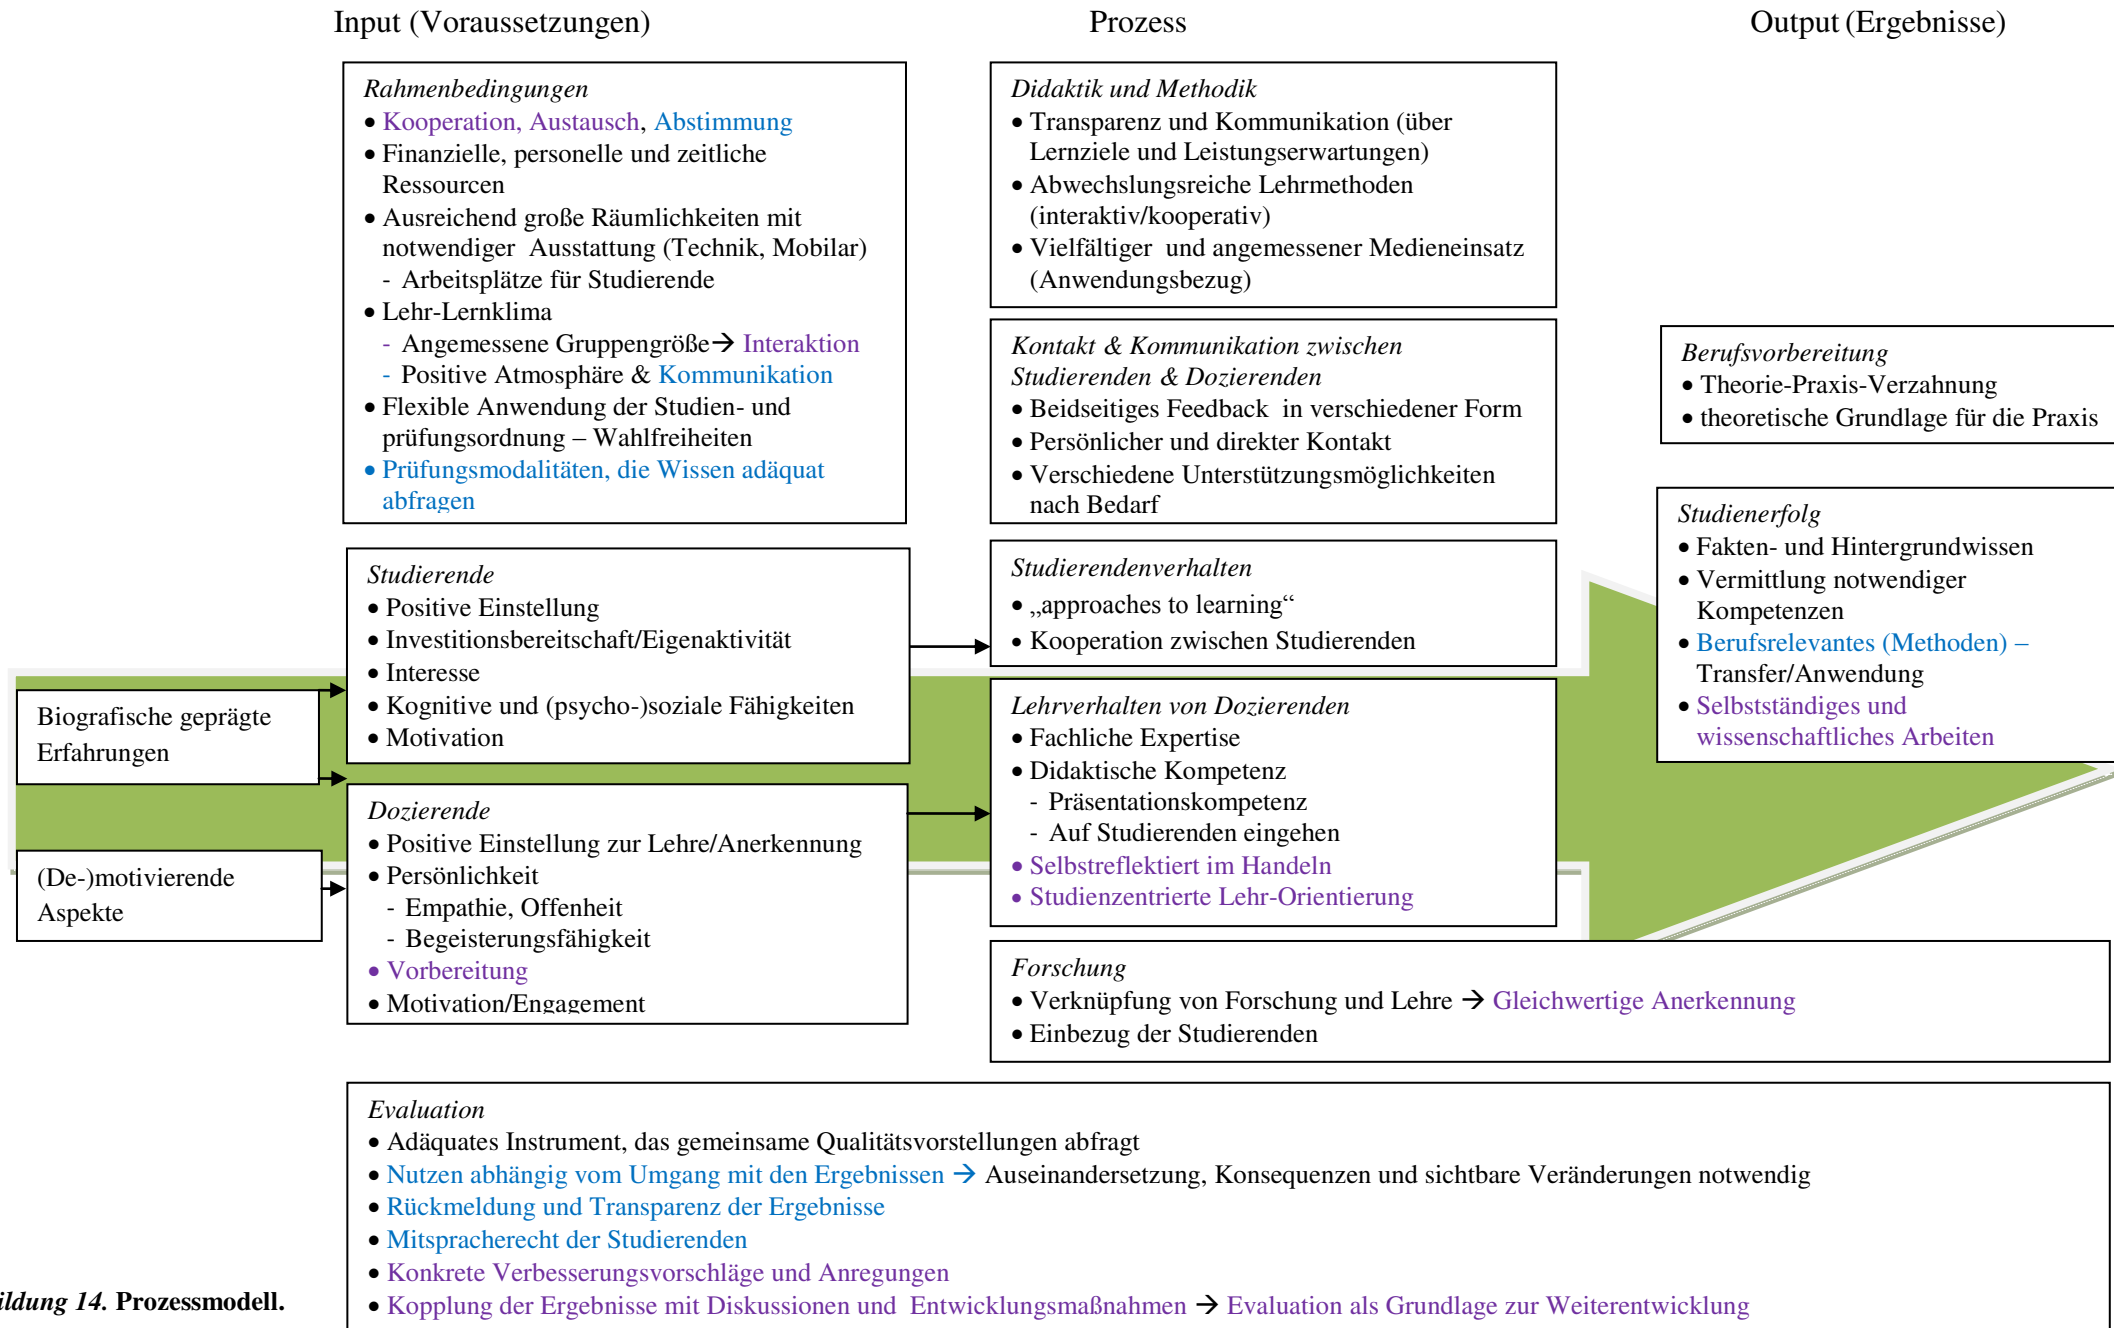 Input (Voraussetzungen)
Prozess
Output (Ergebnisse)
Rahmenbedingungen
• Kooperation, Austausch, Abstimmung
• Finanzielle, personelle und zeitliche
Ressourcen
• Ausreichend große Räumlichkeiten mit
notwendiger Ausstattung (Technik, Mobilar)
- Arbeitsplätze für Studierende
• Lehr-Lernklima
- Angemessene Gruppengröße→ Interaktion
- Positive Atmosphäre & Kommunikation
• Flexible Anwendung der Studien- und
prüfungsordnung – Wahlfreiheiten
• Prüfungsmodalitäten, die Wissen adäquat
abfragen
Studierende
• Positive Einstellung
• Investitionsbereitschaft/Eigenaktivität
• Interesse
• Kognitive und (psycho-)soziale Fähigkeiten
• Motivation
Biografische geprägte
Erfahrungen
(De-)motivierende
Aspekte
Dozierende
• Positive Einstellung zur Lehre/Anerkennung
• Persönlichkeit
- Empathie, Offenheit
- Begeisterungsfähigkeit
• Vorbereitung
• Motivation/Engagement
Didaktik und Methodik
• Transparenz und Kommunikation (über
Lernziele und Leistungserwartungen)
• Abwechslungsreiche Lehrmethoden
(interaktiv/kooperativ)
• Vielfältiger und angemessener Medieneinsatz
(Anwendungsbezug)
Kontakt & Kommunikation zwischen
Studierenden & Dozierenden
• Beidseitiges Feedback in verschiedener Form
• Persönlicher und direkter Kontakt
• Verschiedene Unterstützungsmöglichkeiten
nach Bedarf
Studierendenverhalten
• „approaches to learning“
• Kooperation zwischen Studierenden
Lehrverhalten von Dozierenden
• Fachliche Expertise
• Didaktische Kompetenz
- Präsentationskompetenz
- Auf Studierenden eingehen
• Selbstreflektiert im Handeln
• Studienzentrierte Lehr-Orientierung
Berufsvorbereitung
• Theorie-Praxis-Verzahnung
• theoretische Grundlage für die Praxis
Studienerfolg
• Fakten- und Hintergrundwissen
• Vermittlung notwendiger
Kompetenzen
• Berufsrelevantes (Methoden) –
Transfer/Anwendung
• Selbstständiges und
wissenschaftliches Arbeiten
Forschung
• Verknüpfung von Forschung und Lehre → Gleichwertige Anerkennung
• Einbezug der Studierenden
Evaluation
• Adäquates Instrument, das gemeinsame Qualitätsvorstellungen abfragt
• Nutzen abhängig vom Umgang mit den Ergebnissen → Auseinandersetzung, Konsequenzen und sichtbare Veränderungen notwendig
• Rückmeldung und Transparenz der Ergebnisse
• Mitspracherecht der Studierenden
• Konkrete Verbesserungsvorschläge und Anregungen
• Kopplung der Ergebnisse mit Diskussionen und Entwicklungsmaßnahmen → Evaluation als Grundlage zur Weiterentwicklung
ildung 14. Prozessmodell.